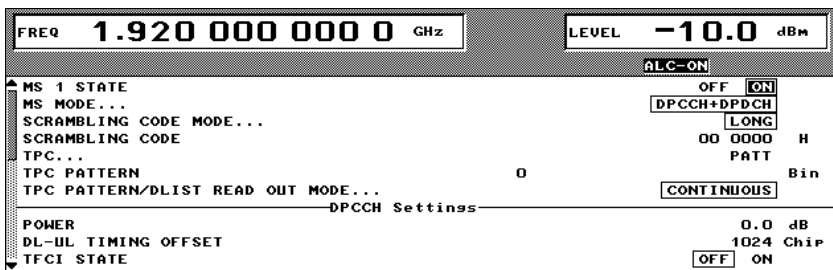 FREQ 1.920 000 000 0 GHz LEVEL -10.0 dBm
ALC-ON
MS 1 STATE OFF ON
MS MODE... DPCCH+DPDCH
SCRAMBLING CODE MODE... LONG
SCRAMBLING CODE 00 0000 H
TPC... PATT
TPC PATTERN 0 Bin
TPC PATTERN/DLIST READ OUT MODE... CONTINUOUS
DPCCH Settings
POWER 0.0 dB
DL-UL TIMING OFFSET 1024 Chip
TFCI STATE OFF ON